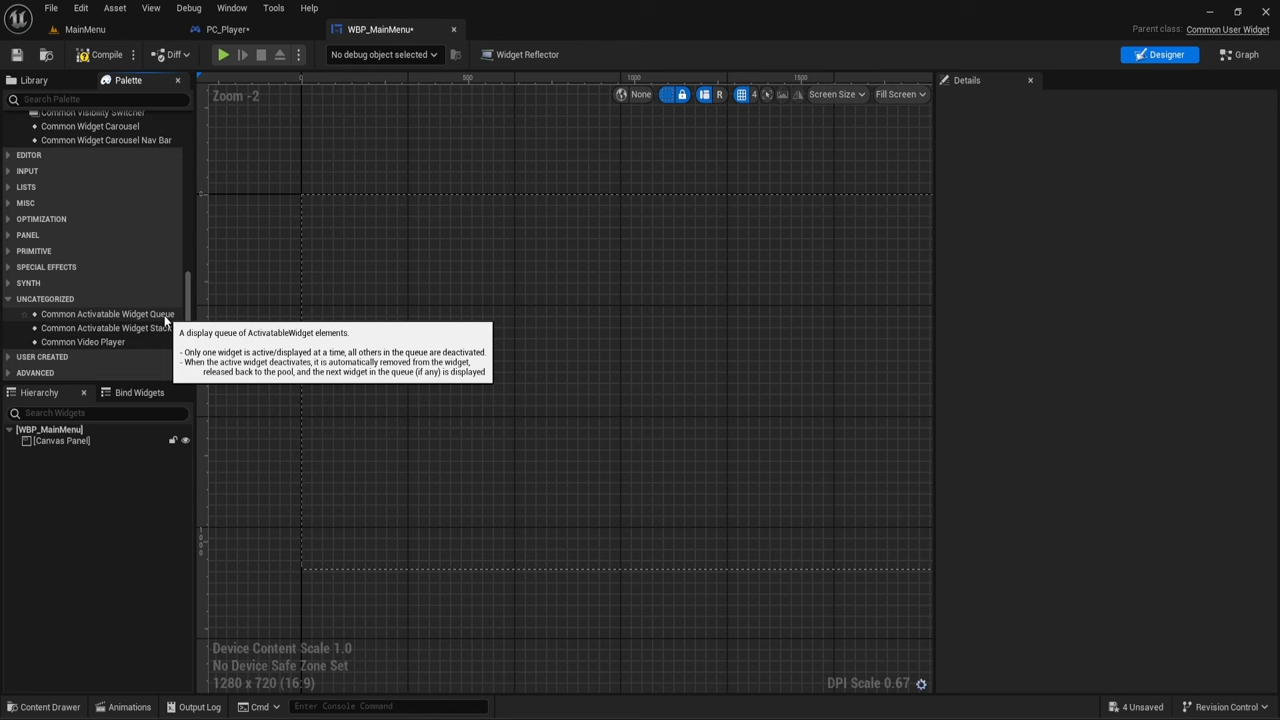 File Edit Asset View Debug Window Tools Help
MainMenu PC_Player* WBP_MainMenu* Parent class: Common User Widget
Compile Diff No debug object selected Widget Reflector Designer Graph
Library Palette Details
Search Palette
Zoom -2 None R 4 Screen Size Fill Screen
0 500 1000 1500
Common Visibility Switcher
Common Widget Carousel
Common Widget Carousel Nav Bar
EDITOR
INPUT
LISTS
MISC
OPTIMIZATION
PANEL
PRIMITIVE
SPECIAL EFFECTS
SYNTH
UNCATEGORIZED
Common Activatable Widget Queue
Common Activatable Widget Stack
Common Video Player
USER CREATED
ADVANCED
A display queue of ActivatableWidget elements.
- Only one widget is active/displayed at a time, all others in the queue are deactivated.
- When the active widget deactivates, it is automatically removed from the widget,
released back to the pool, and the next widget in the queue (if any) is displayed
Hierarchy Bind Widgets
Search Widgets
[WBP_MainMenu]
[Canvas Panel]
0
1000
Device Content Scale 1.0
No Device Safe Zone Set
1280 x 720 (16:9) DPI Scale 0.67
Content Drawer Animations Output Log Cmd Enter Console Command 4 Unsaved Revision Control